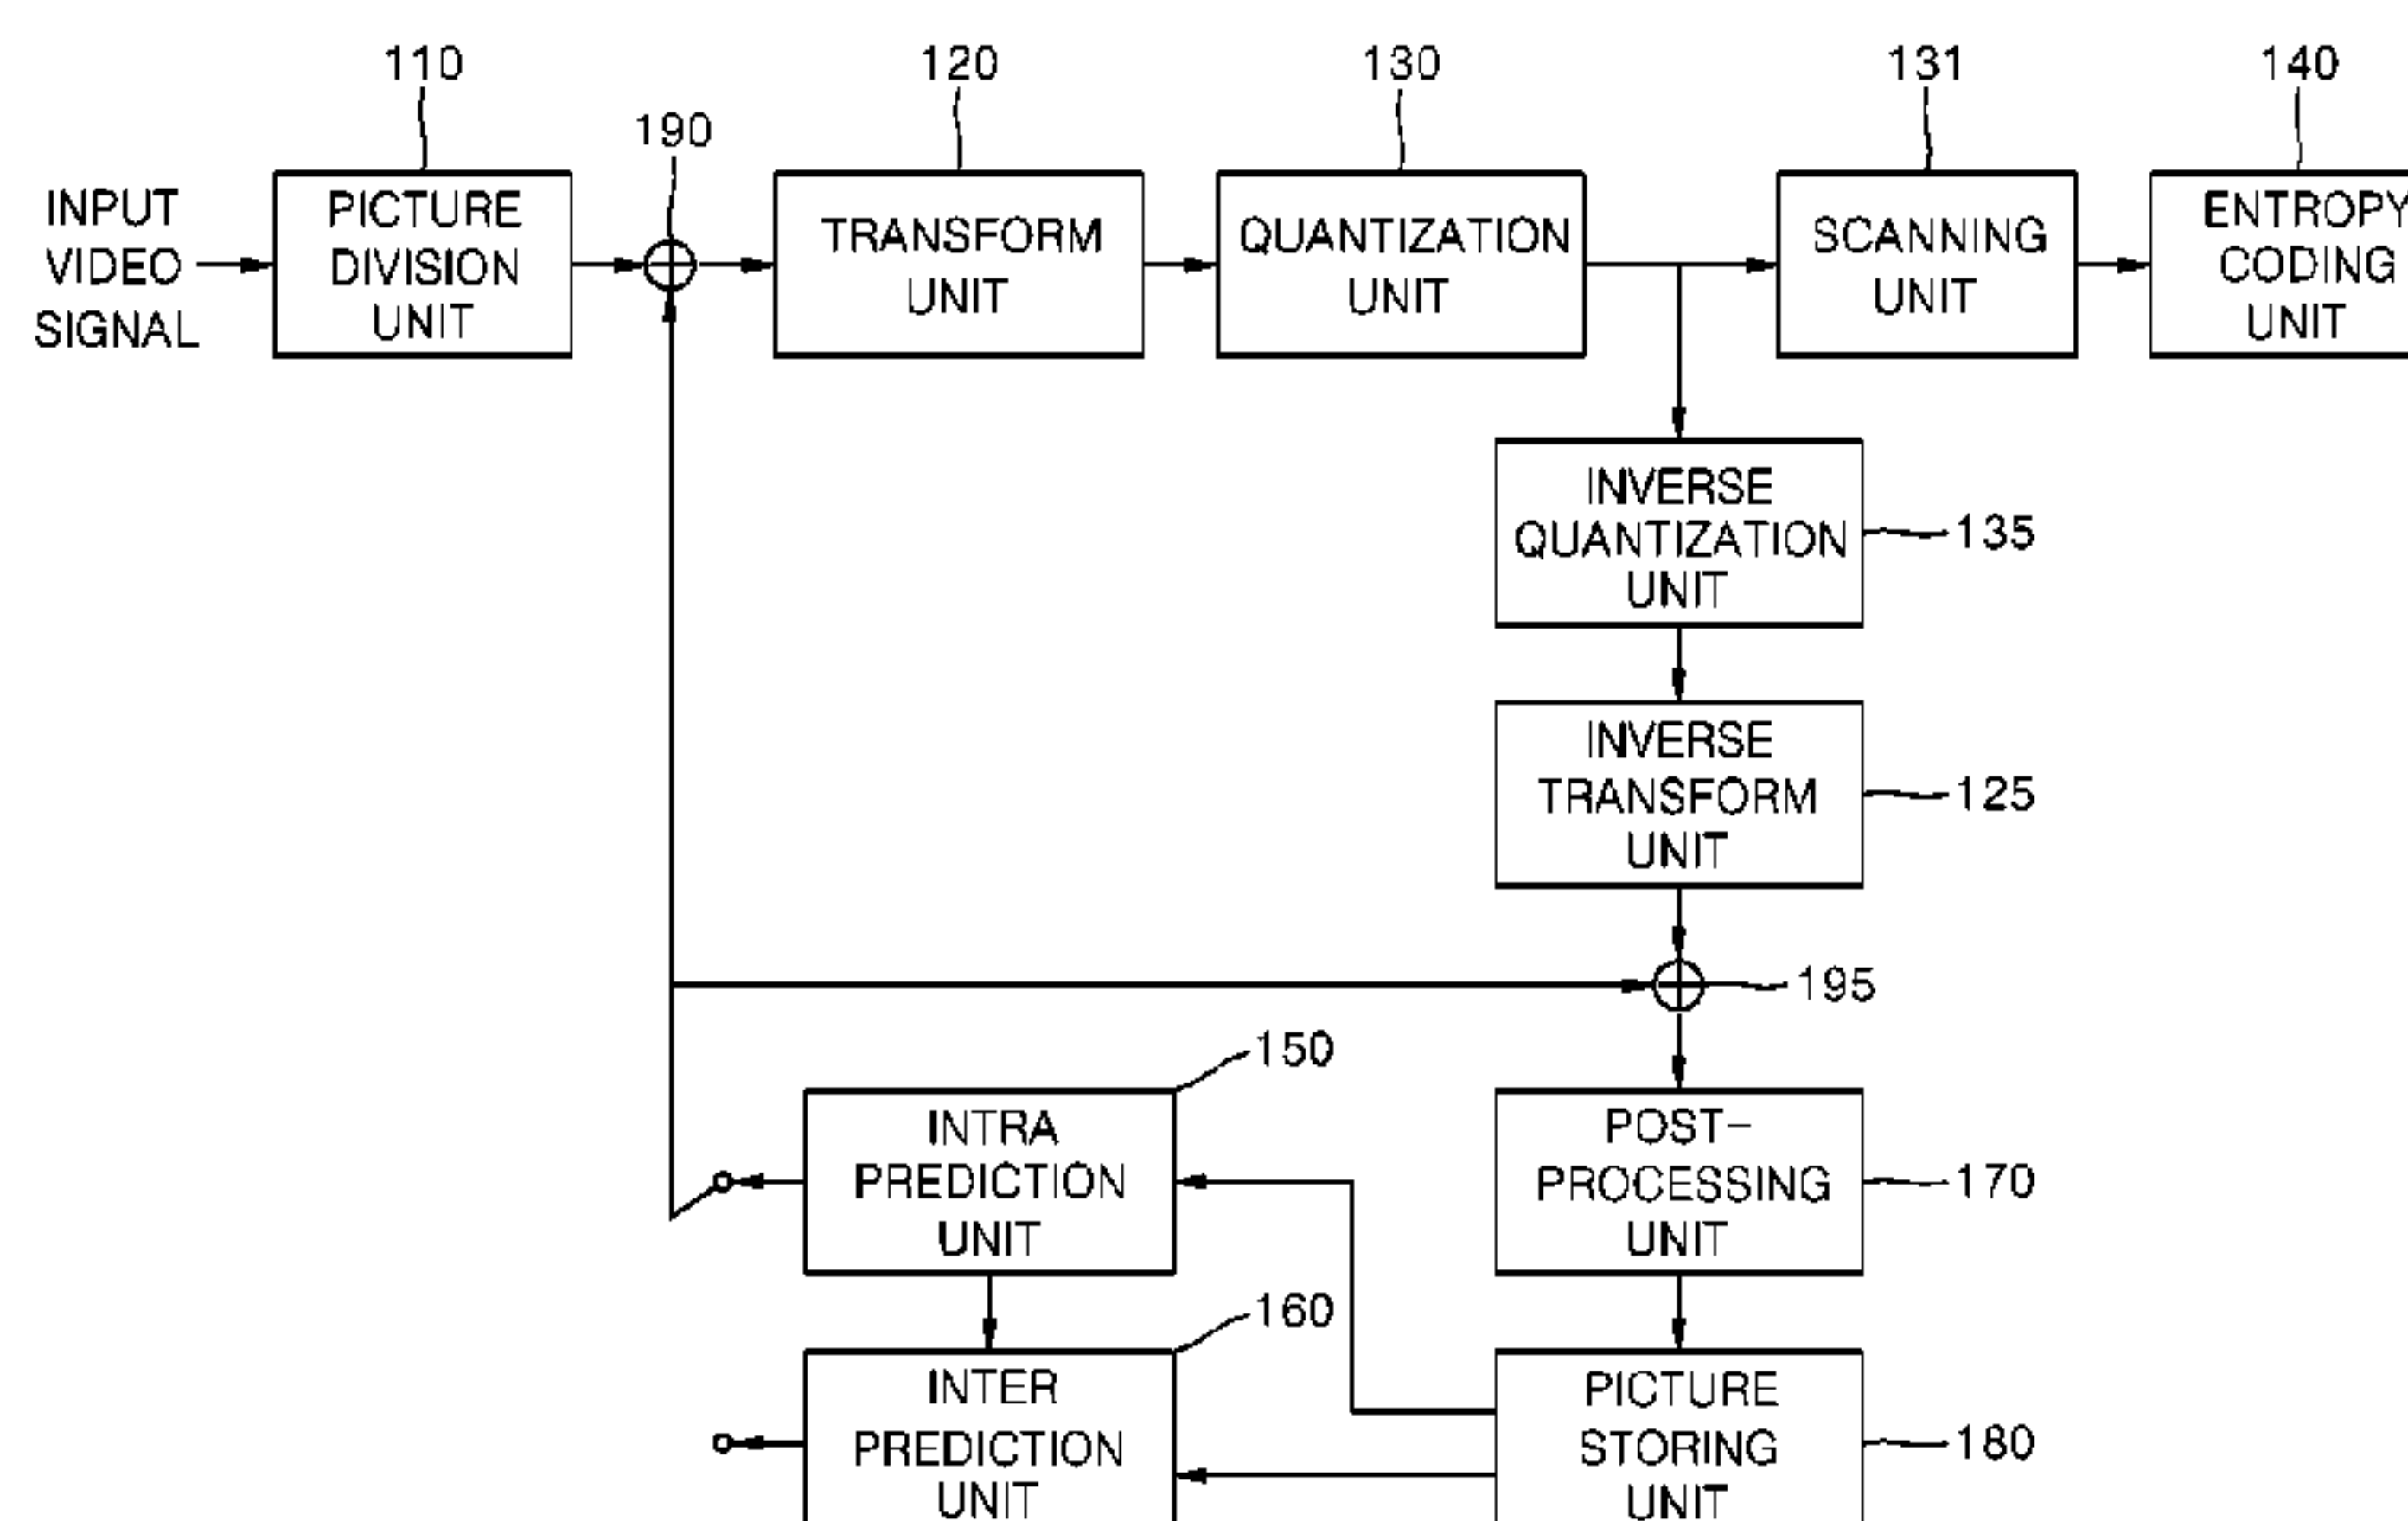 110
120
130
131
140
190
INPUT
VIDEO
SIGNAL
PICTURE
DIVISION
UNIT
TRANSFORM
UNIT
QUANTIZATION
UNIT
SCANNING
UNIT
ENTROPY
CODING
UNIT
INVERSE
QUANTIZATION
UNIT
135
INVERSE
TRANSFORM
UNIT
125
195
150
INTRA
PREDICTION
UNIT
POST-
PROCESSING
UNIT
170
160
INTER
PREDICTION
UNIT
PICTURE
STORING
UNIT
180